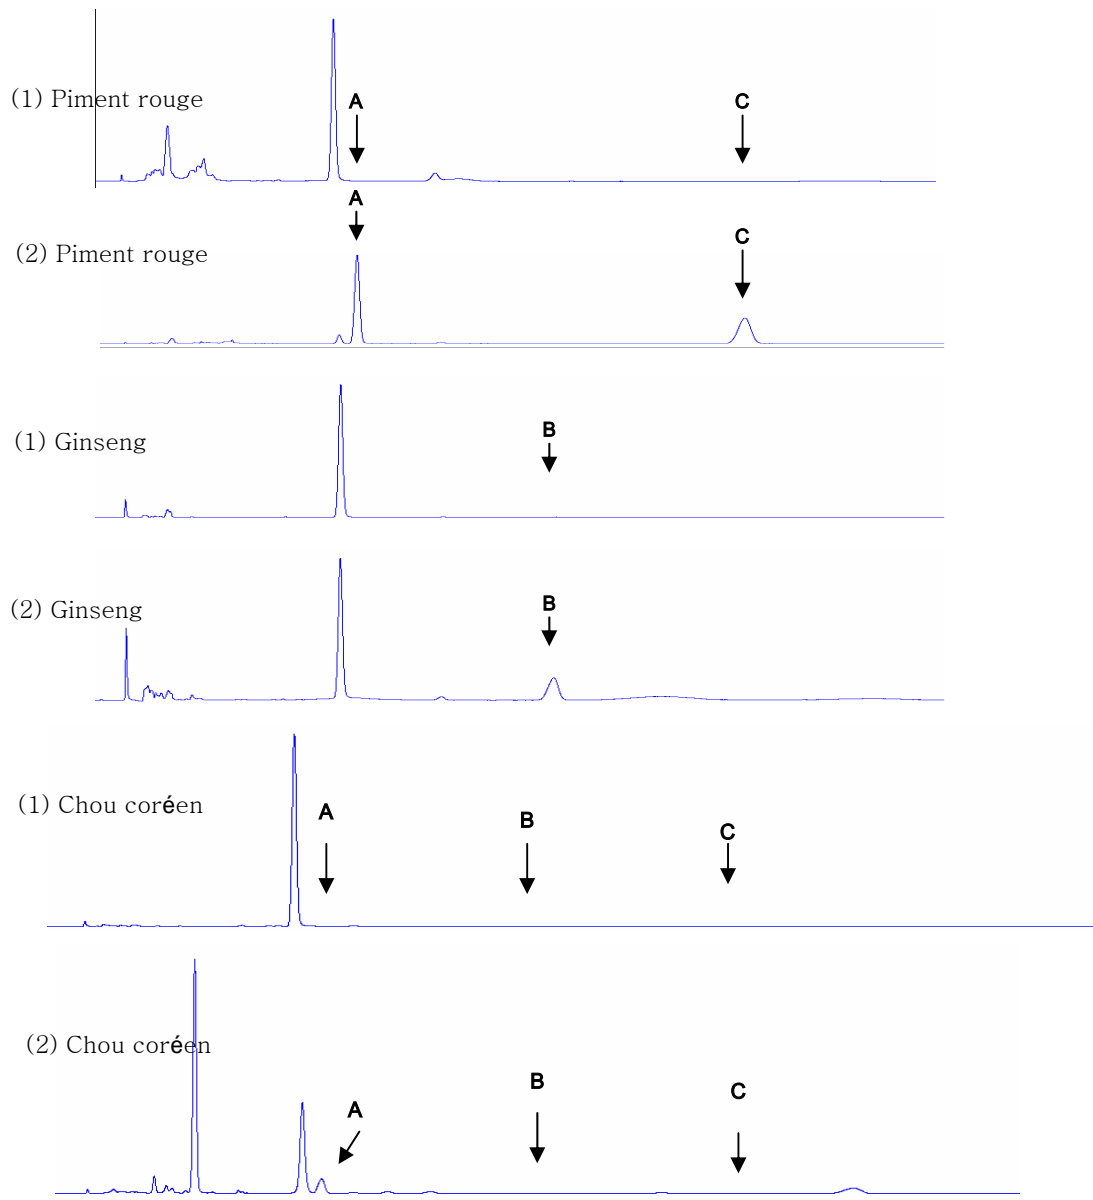 (1) Piment rouge
A
C
A
(2) Piment rouge
C
(1) Ginseng
B
(2) Ginseng
B
(1) Chou coréen
A
B
C
(2) Chou coréen
A
B
C